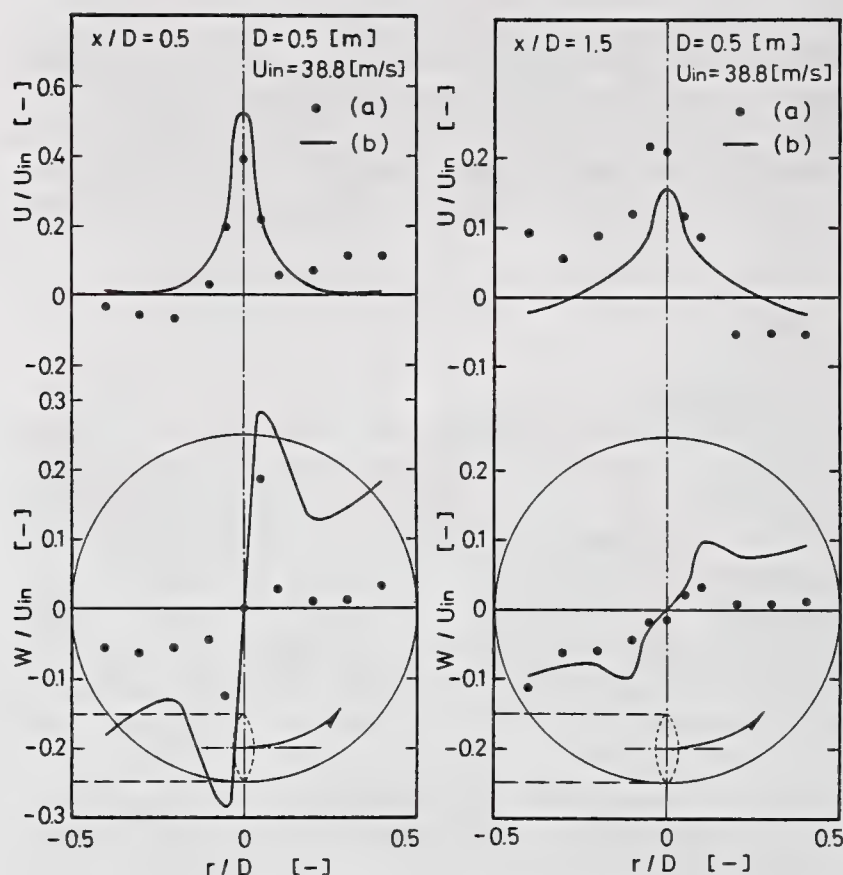 x/D=0.5
D=0.5 [m]
Uin=38.8[m/s]
(a)
(b)
U/Uin [-]
0.6
0.4
0.2
0
-0.2
0.3
0.2
0.1
0
-0.1
-0.2
-0.3
W/Uin [-]
-0.5
0
0.5
r/D [-]
x/D=1.5
D=0.5 [m]
Uin=38.8[m/s]
(a)
(b)
U/Uin [-]
0.2
0.1
0
-0.1
0.2
0.1
0
-0.1
-0.2
-0.3
W/Uin [-]
-0.5
0
0.5
r/D [-]